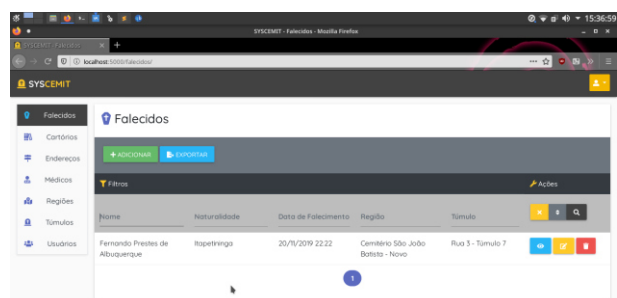 15:36:59
SYSCEMIT - Falecidos - Mozilla Firefox
SYSCEMIT - Falecidos
localhost:5000/falecidos/
SYSCEMIT
Falecidos
Cartórios
Endereços
Médicos
Regiões
Túmulos
Usuários
Falecidos
+ ADICIONAR
EXPORTAR
Filtros
Ações
Nome
Naturalidade
Data de Falecimento
Região
Túmulo
Fernando Prestes de
Albuquerque
Itapetininga
20/11/2019 22:22
Cemitério São João
Batista - Novo
Rua 3 - Túmulo 7
1